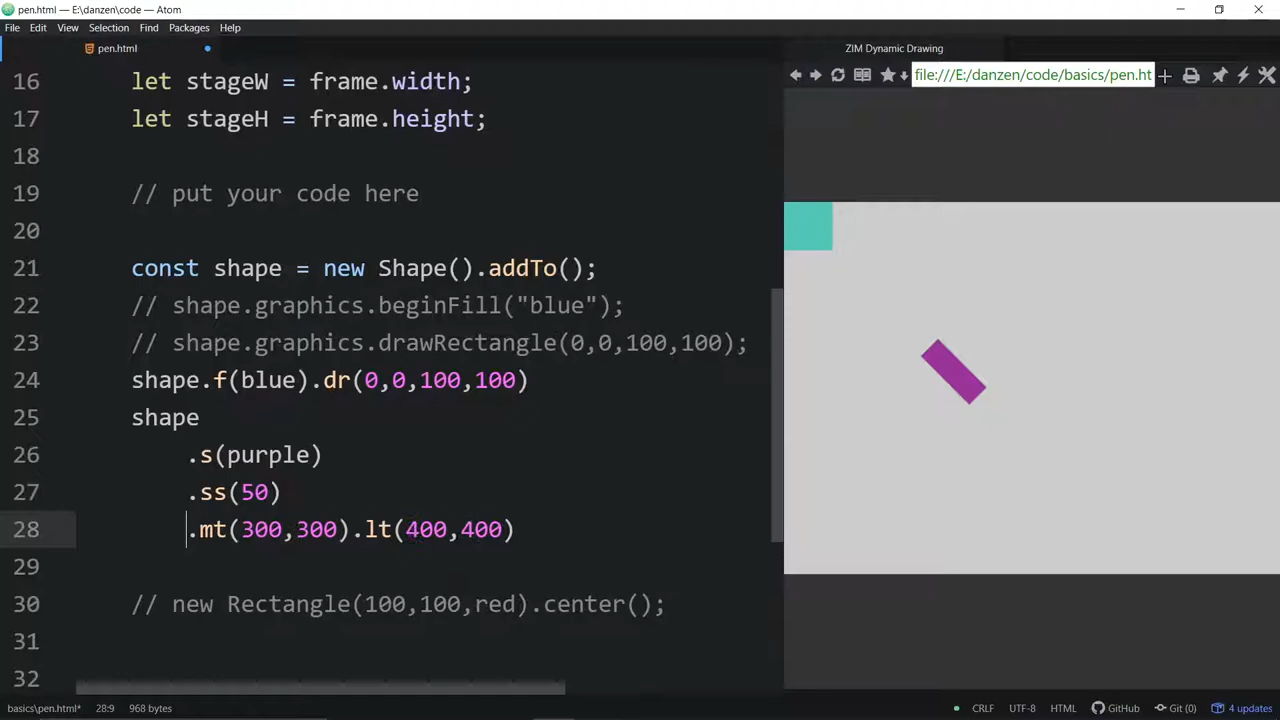 pen.html — E:\danzen\code — Atom
File Edit View Selection Find Packages Help
pen.html
ZIM Dynamic Drawing
file:///E:/danzen/code/basics/pen.ht
16 let stageW = frame.width;
17 let stageH = frame.height;
18
19 // put your code here
20
21 const shape = new Shape().addTo();
22 // shape.graphics.beginFill("blue");
23 // shape.graphics.drawRectangle(0,0,100,100);
24 shape.f(blue).dr(0,0,100,100)
25 shape
26 .s(purple)
27 .ss(50)
28 .mt(300,300).lt(400,400)
29
30 // new Rectangle(100,100,red).center();
31
32
basics\pen.html* 28:9 968 bytes CRLF UTF-8 HTML GitHub Git (0) 4 updates